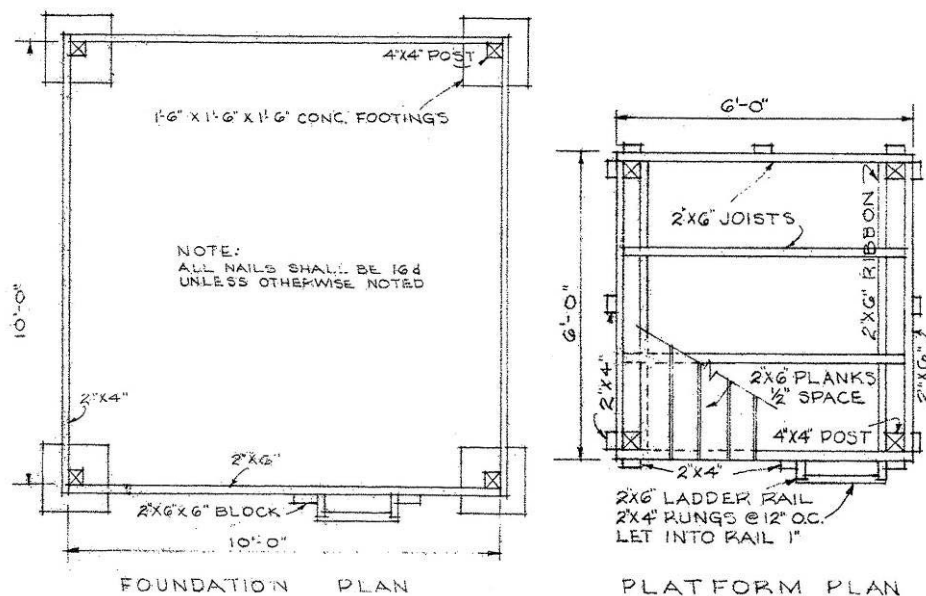 4"X4" POST
1'-6" X 1'-6" X 1'-6" CONC. FOOTINGS
NOTE:
ALL NAILS SHALL BE 16d
UNLESS OTHERWISE NOTED
10'-0"
2"X4"
2"X6"
2"X6"X6" BLOCK
10'-0"
FOUNDATION PLAN
6'-0"
6'-0"
2"X6" JOISTS
2"X6" RIBBON
2"X4"
2"X6"
2"X6" PLANKS
1/2" SPACE
4"X4" POST
2"X4"
2"X6" LADDER RAIL
2"X4" RUNGS @ 12" O.C.
LET INTO RAIL 1"
PLATFORM PLAN